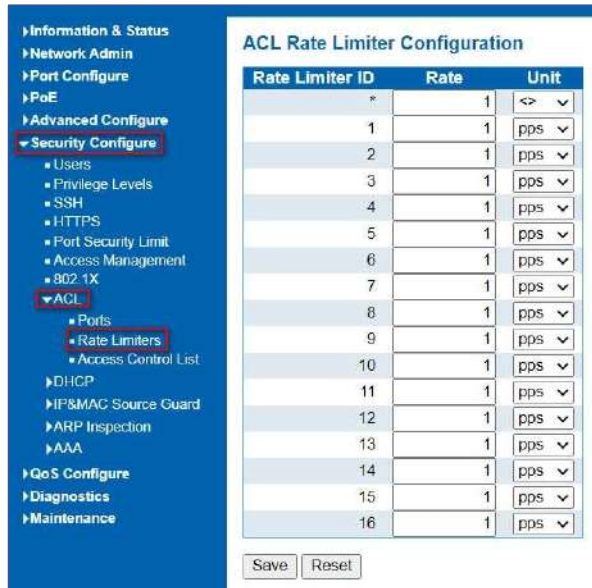 Information & Status
Network Admin
Port Configure
PoE
Advanced Configure
Security Configure
Users
Privilege Levels
SSH
HTTPS
Port Security Limit
Access Management
802.1X
ACL
Ports
Rate Limiters
Access Control List
DHCP
IP&MAC Source Guard
ARP Inspection
AAA
QoS Configure
Diagnostics
Maintenance
ACL Rate Limiter Configuration
Rate Limiter ID Rate Unit
* 1 <>
1 1 pps
2 1 pps
3 1 pps
4 1 pps
5 1 pps
6 1 pps
7 1 pps
8 1 pps
9 1 pps
10 1 pps
11 1 pps
12 1 pps
13 1 pps
14 1 pps
15 1 pps
16 1 pps
Save Reset